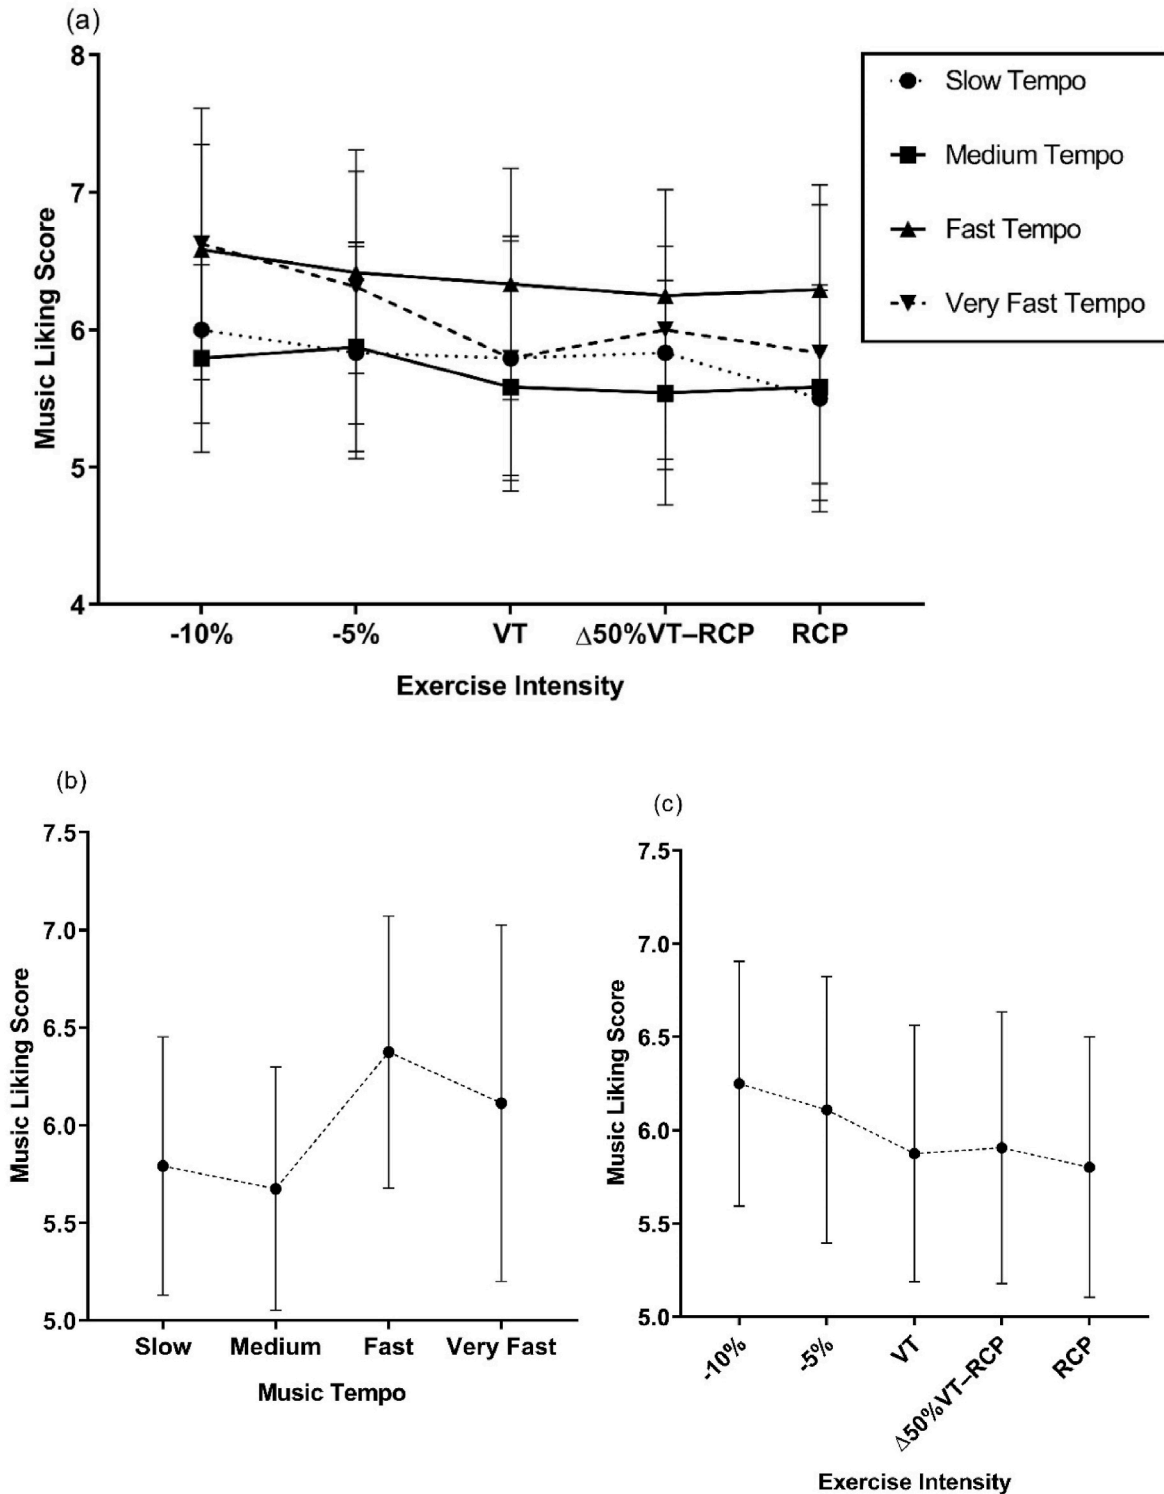 (a)
8
7
6
5
4
Music Liking Score
-10% -5% VT Δ50%VT–RCP RCP
Exercise Intensity
Slow Tempo
Medium Tempo
Fast Tempo
Very Fast Tempo
(b)
7.5
7.0
6.5
6.0
5.5
5.0
Music Liking Score
Slow Medium Fast Very Fast
Music Tempo
(c)
7.5
7.0
6.5
6.0
5.5
5.0
Music Liking Score
-10% -5% VT Δ50%VT–RCP RCP
Exercise Intensity